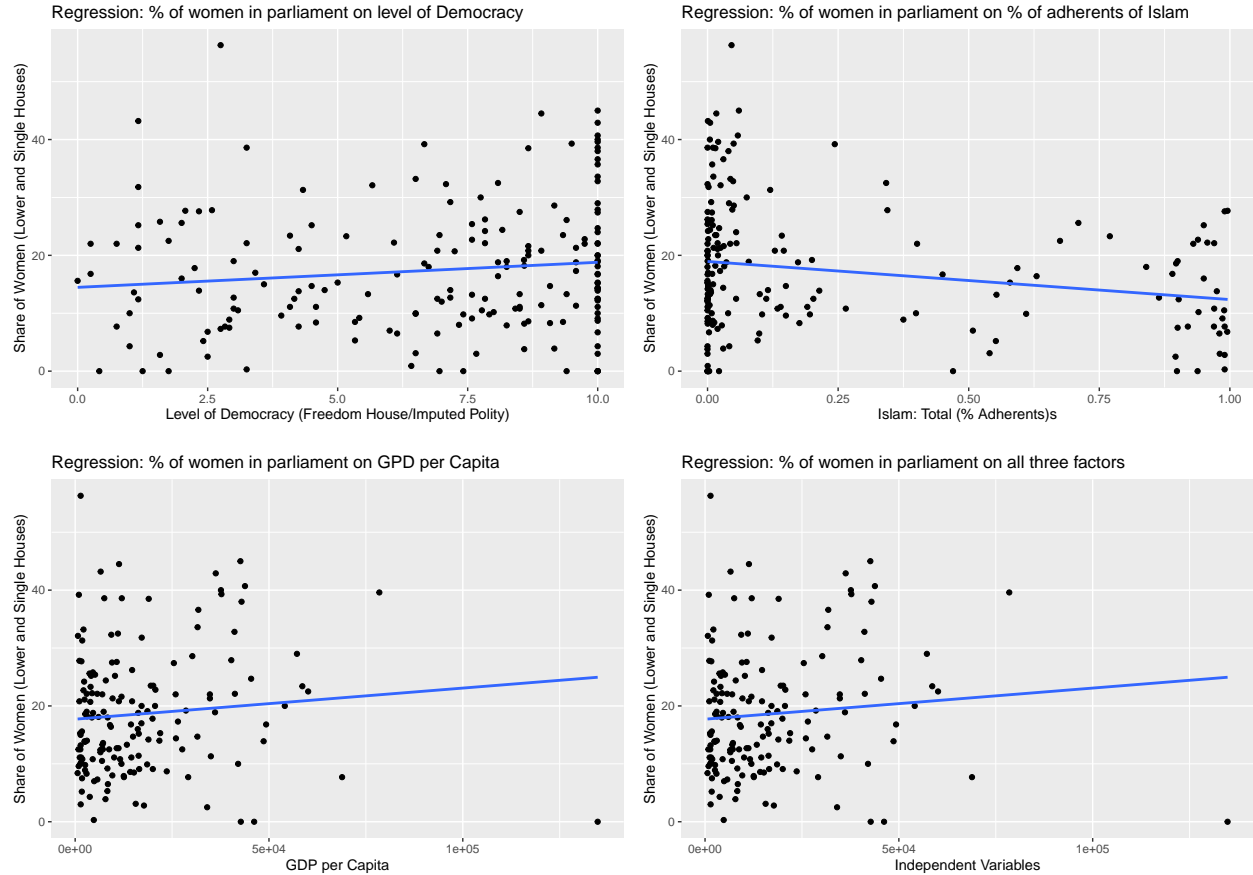 Regression: % of women in parliament on level of Democracy
Share of Women (Lower and Single Houses)
40
20
0
0.0 2.5 5.0 7.5 10.0
Level of Democracy (Freedom House/Imputed Polity)
Regression: % of women in parliament on % of adherents of Islam
Share of Women (Lower and Single Houses)
40
20
0
0.00 0.25 0.50 0.75 1.00
Islam: Total (% Adherents)s
Regression: % of women in parliament on GPD per Capita
Share of Women (Lower and Single Houses)
40
20
0
0e+00 5e+04 1e+05
GDP per Capita
Regression: % of women in parliament on all three factors
Share of Women (Lower and Single Houses)
40
20
0
0e+00 5e+04 1e+05
Independent Variables